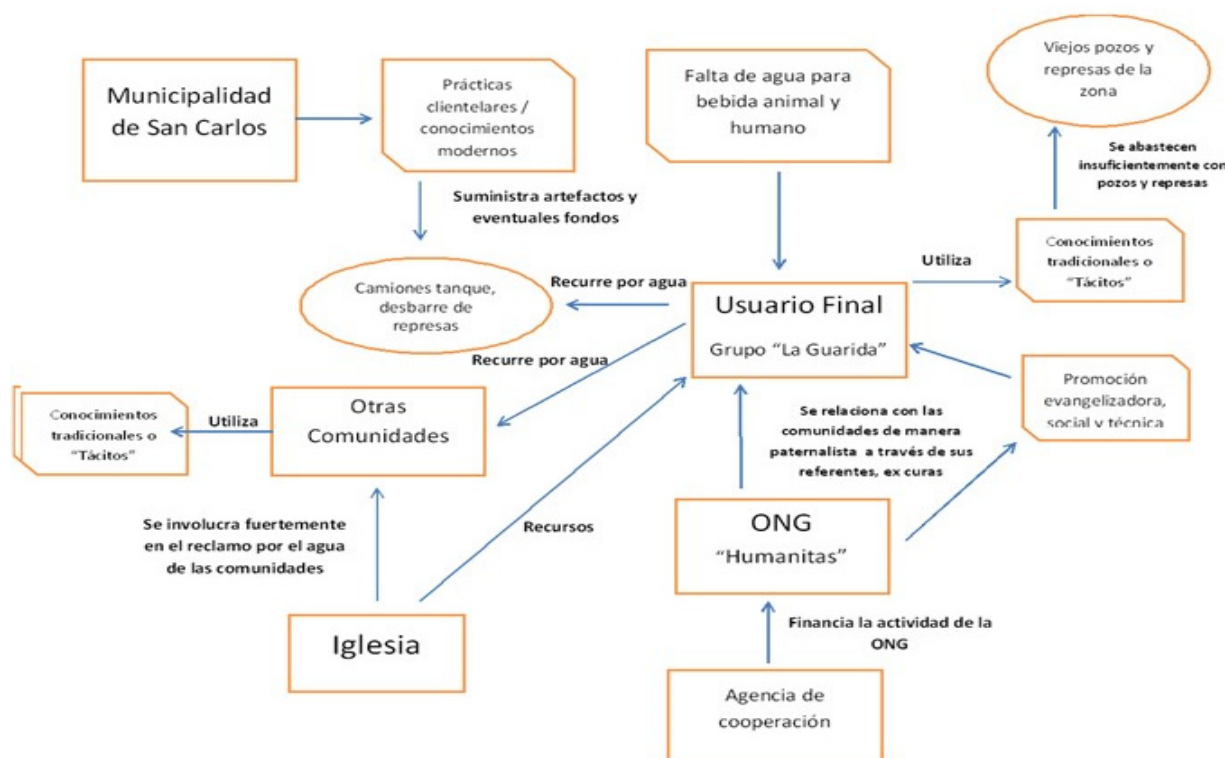 Municipalidad
de San Carlos
Prácticas
clientelares /
conocimientos
modernos
Falta de agua para
bebida animal y
humano
Viejos pozos y
represas de la
zona
Se abastecen
insuficientemente con
pozos y represas
Suministra artefactos y
eventuales fondos
Camiones tanque,
desbarre de
represas
Recurre por agua
Usuario Final
Grupo “La Guarida”
Utiliza
Conocimientos
tradicionales o
“Tácitos”
Recurre por agua
Conocimientos
tradicionales o
“Tácitos”
Utiliza
Otras
Comunidades
Se relaciona con las
comunidades de manera
paternalista a través de sus
referentes, ex curas
Promoción
evangelizadora,
social y técnica
Se involucra fuertemente
en el reclamo por el agua
de las comunidades
Recursos
ONG
“Humanitas”
Iglesia
Financia la actividad de la
ONG
Agencia de
cooperación